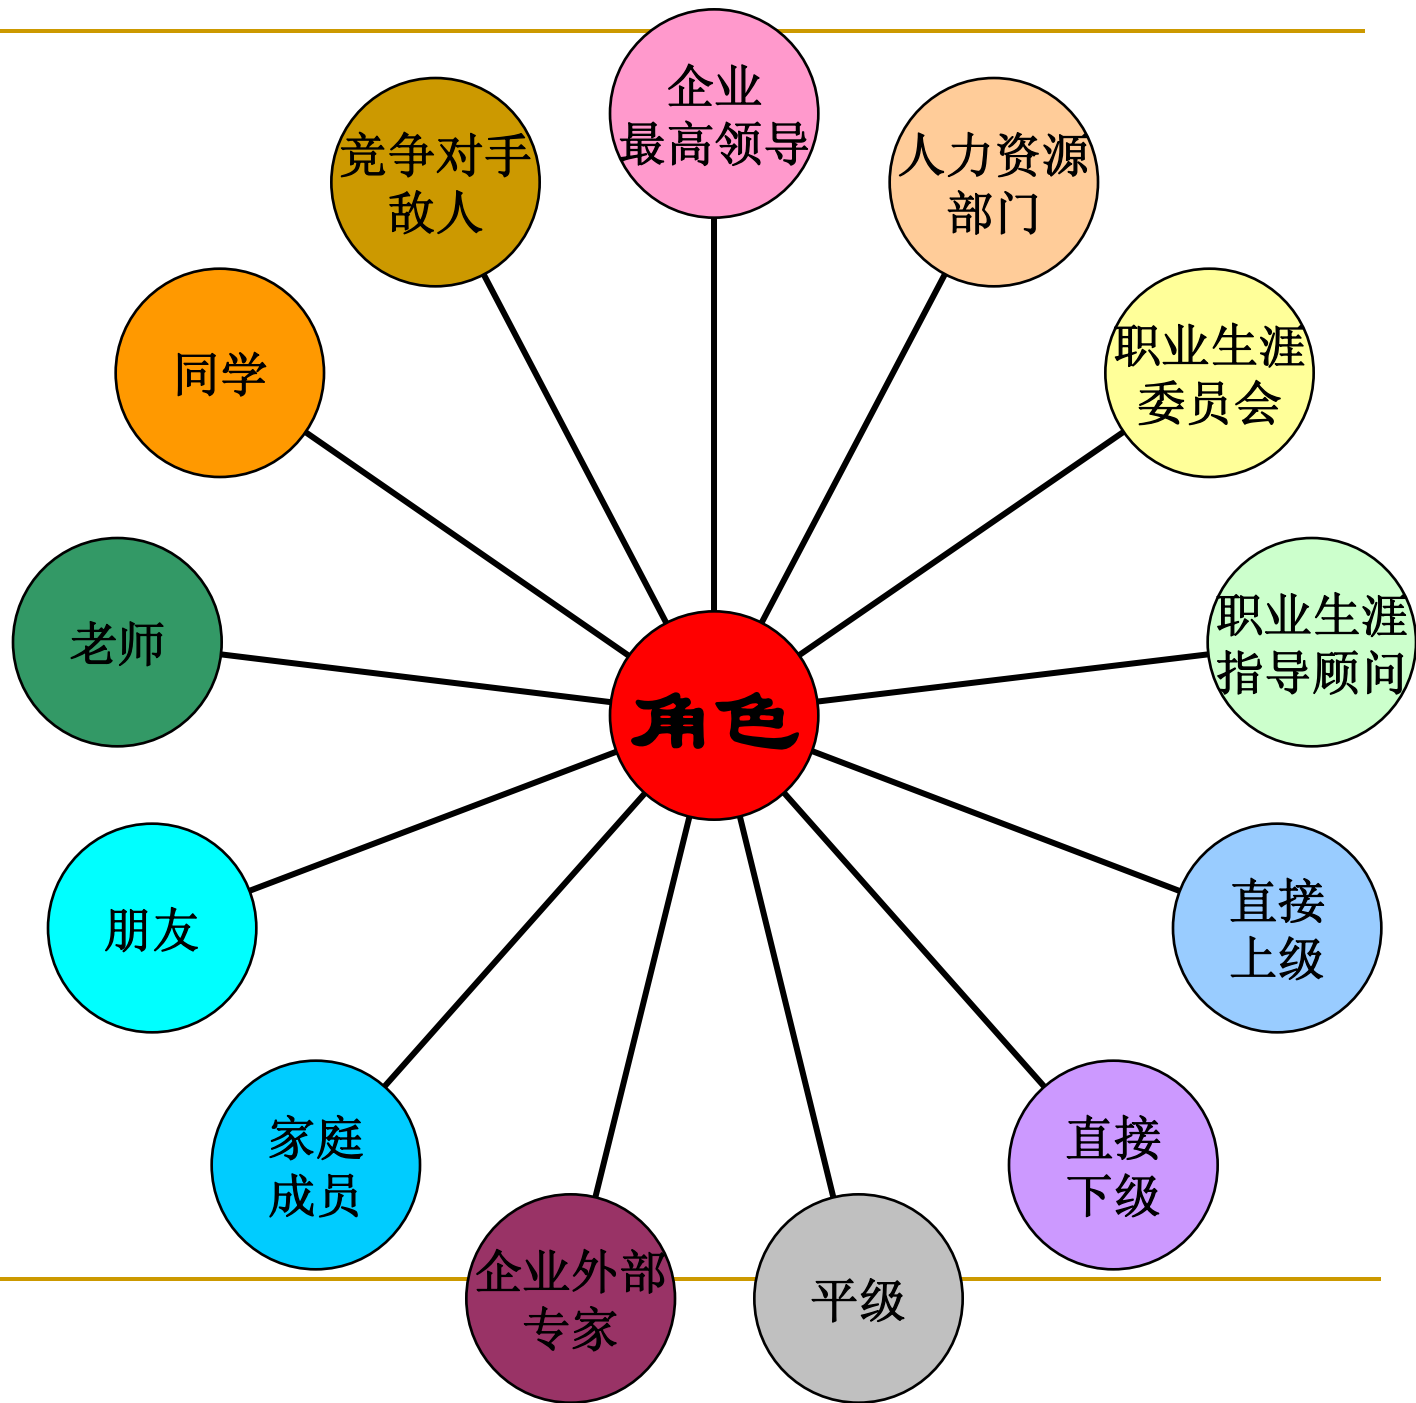 企业
最高领导
人力资源
部门
职业生涯
委员会
职业生涯
指导顾问
直接
上级
直接
下级
平级
企业外部
专家
家庭
成员
朋友
老师
同学
竞争对手
敌人
角色